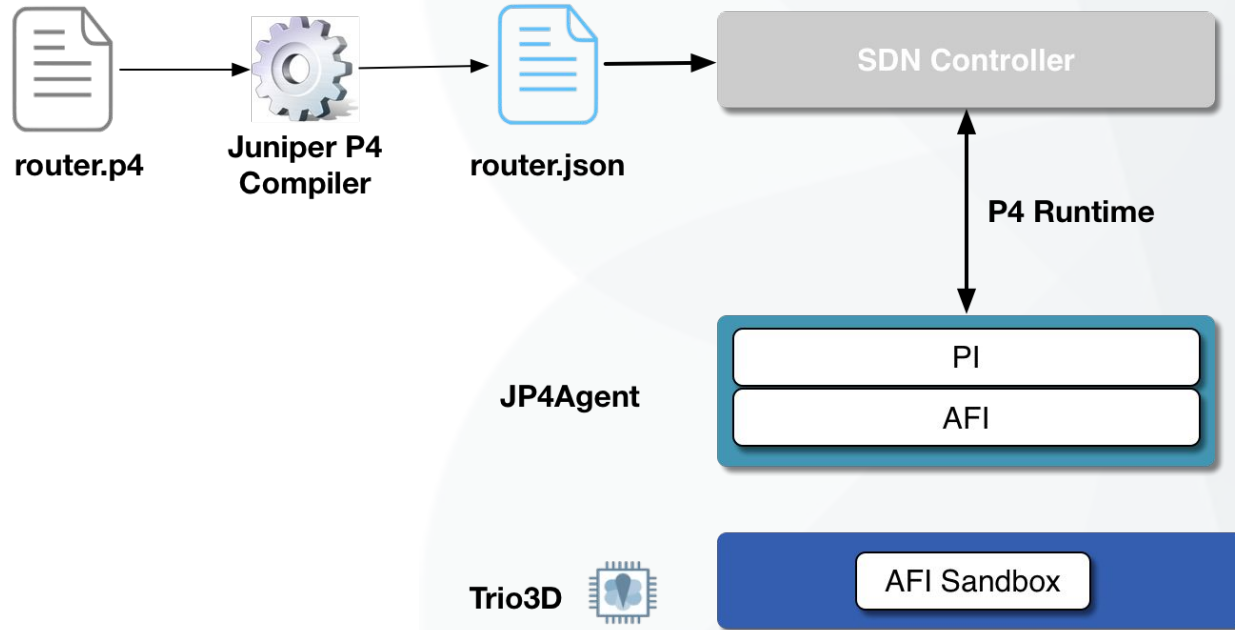 SDN Controller
router.p4
Juniper P4
Compiler
router.json
P4 Runtime
PI
JP4Agent
AFI
AFI Sandbox
Trio3D